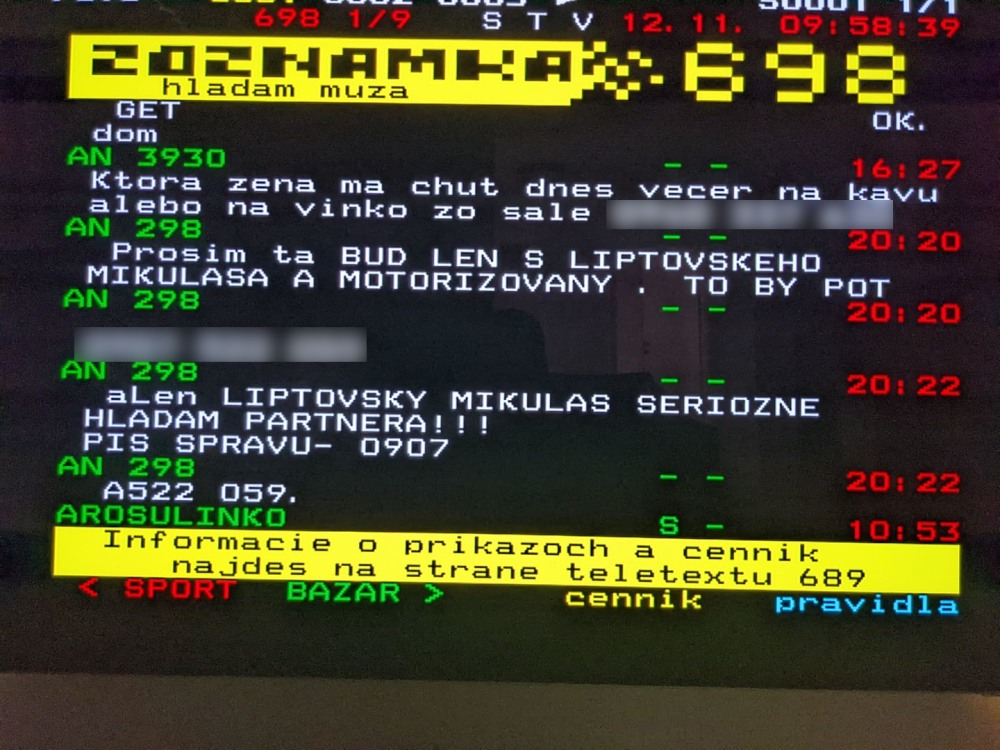 S0001 1/1
698 1/9 S T V 12. 11. 09:58:39
ZOZNAMKA 698
hladam muza
GET OK.
dom
AN 3930 - - 16:27
Ktora zena ma chut dnes vecer na kavu
alebo na vinko zo sale
AN 298 - - 20:20
Prosim ta BUD LEN S LIPTOVSKEHO
MIKULASA A MOTORIZOVANY . TO BY POT
AN 298 - - 20:20
AN 298 - - 20:22
aLen LIPTOVSKY MIKULAS SERIOZNE
HLADAM PARTNERA!!!
PIS SPRAVU- 0907
AN 298 - - 20:22
A522 059.
AROSULINKO S - 10:53
Informacie o prikazoch a cennik
najdes na strane teletextu 689
< SPORT BAZAR > cennik pravidla